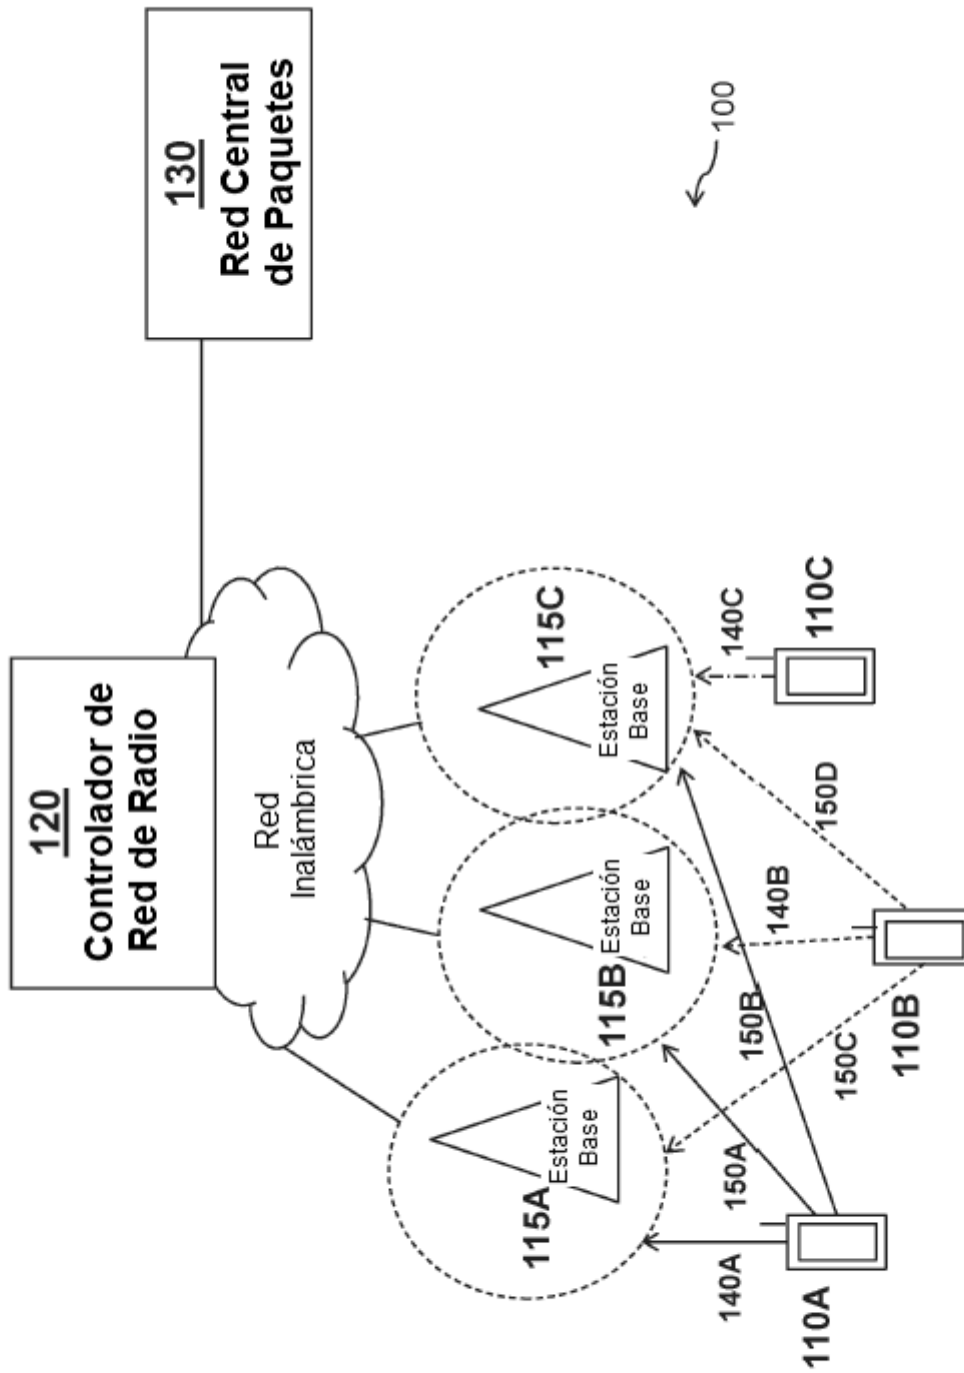 120
Controlador de
Red de Radio
130
Red Central
de Paquetes
Red
Inalámbrica
100
115A
Estación
Base
115B
Estación
Base
115C
Estación
Base
140A
150A
150B
150C
140B
150D
140C
110A
110B
110C